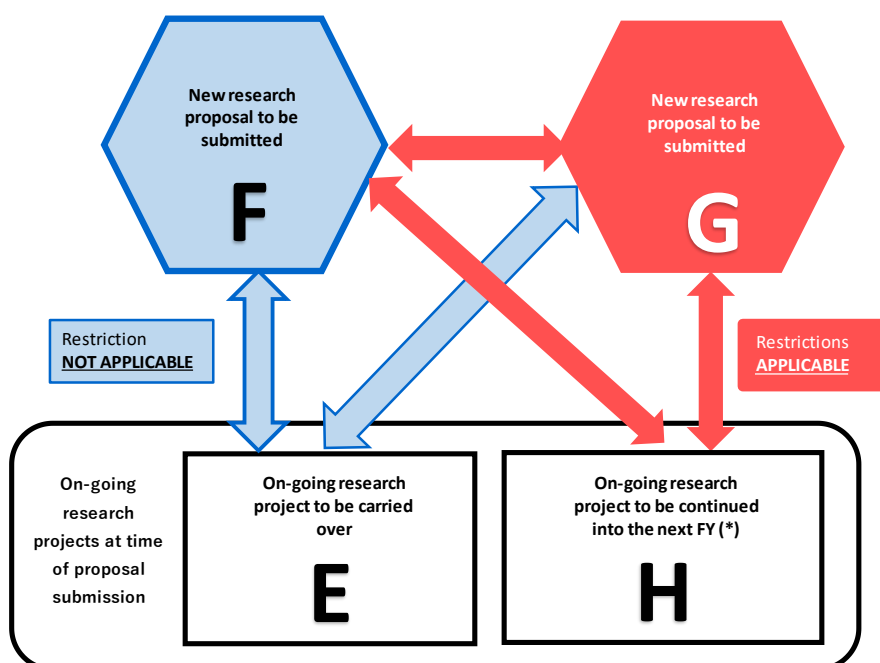 New research
proposal to be
submitted
F
New research
proposal to be
submitted
G
Restriction
NOT APPLICABLE
Restrictions
APPLICABLE
On-going
research
projects at time
of proposal
submission
On-going research
project to be carried
over
E
On-going research
project to be continued
into the next FY (*)
H